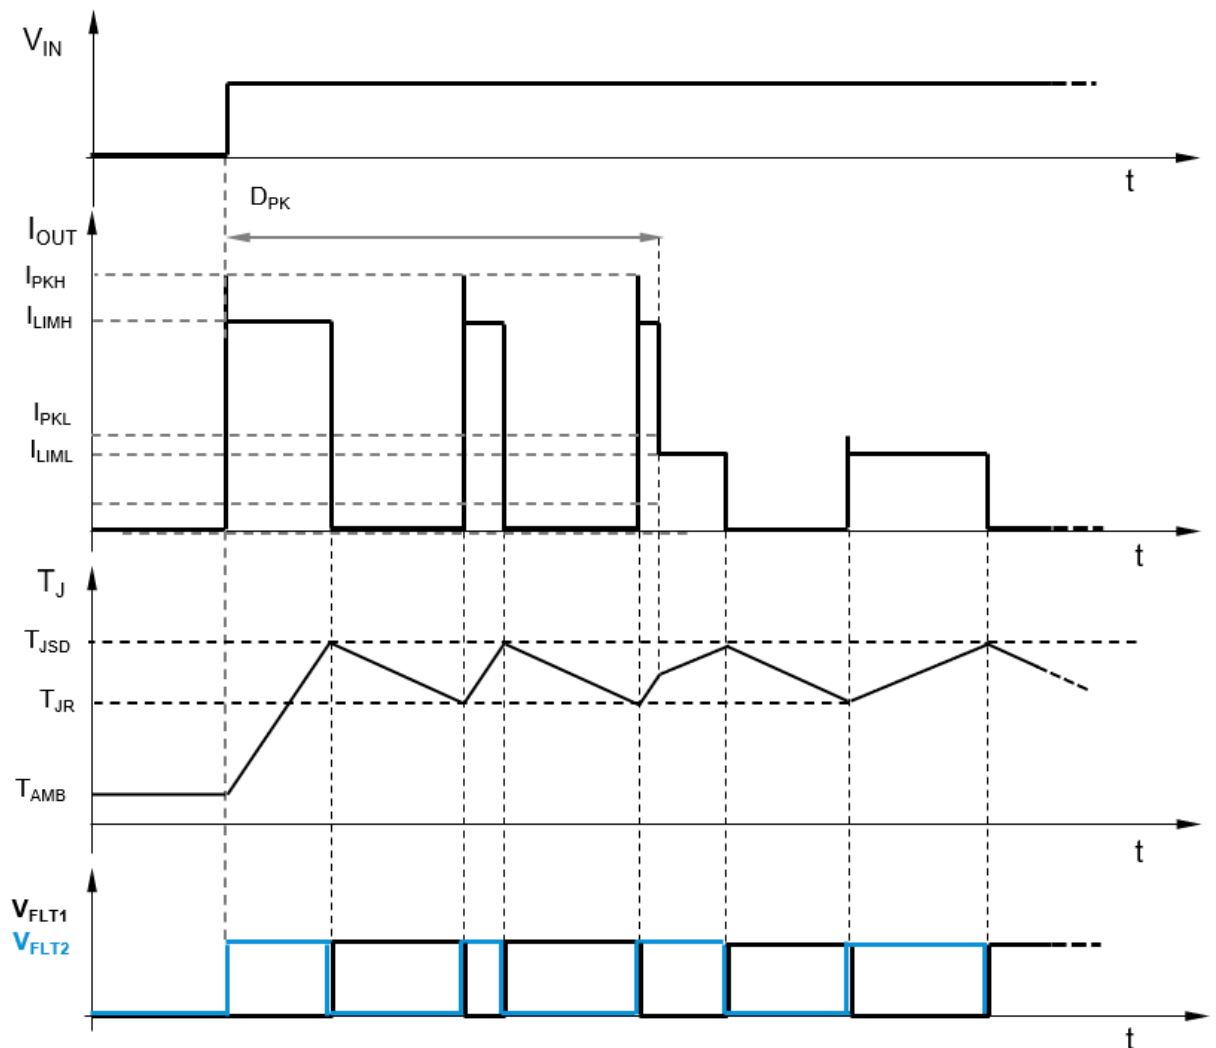 VIN
t
DPK
IOUT
IPKH
ILIMH
IPKL
ILIML
t
TJ
TJSD
TJR
TAMB
t
VFLT1
VFLT2
t